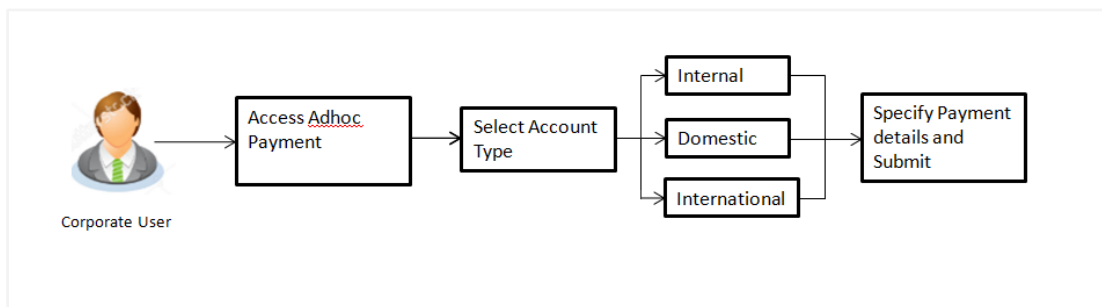 Corporate User
Access Adhoc
Payment
Select Account
Type
Internal
Domestic
International
Specify Payment
details and
Submit